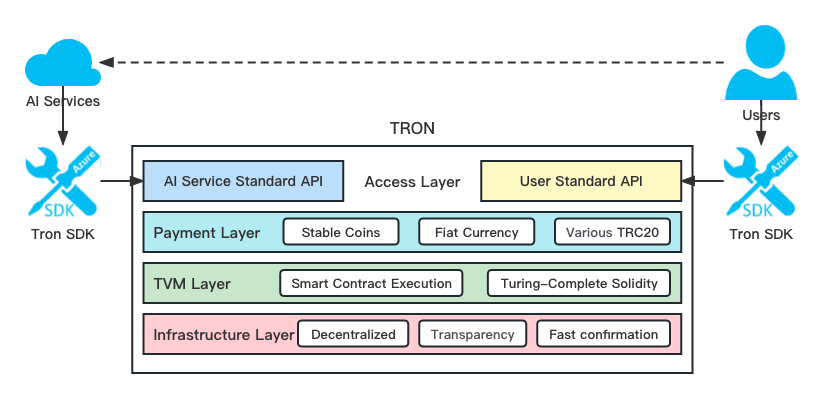 AI Services
Users
TRON
Azure
SDK
Tron SDK
AI Service Standard API
Access Layer
User Standard API
Azure
SDK
Tron SDK
Payment Layer
Stable Coins
Fiat Currency
Various TRC20
TVM Layer
Smart Contract Execution
Turing-Complete Solidity
Infrastructure Layer
Decentralized
Transparency
Fast confirmation